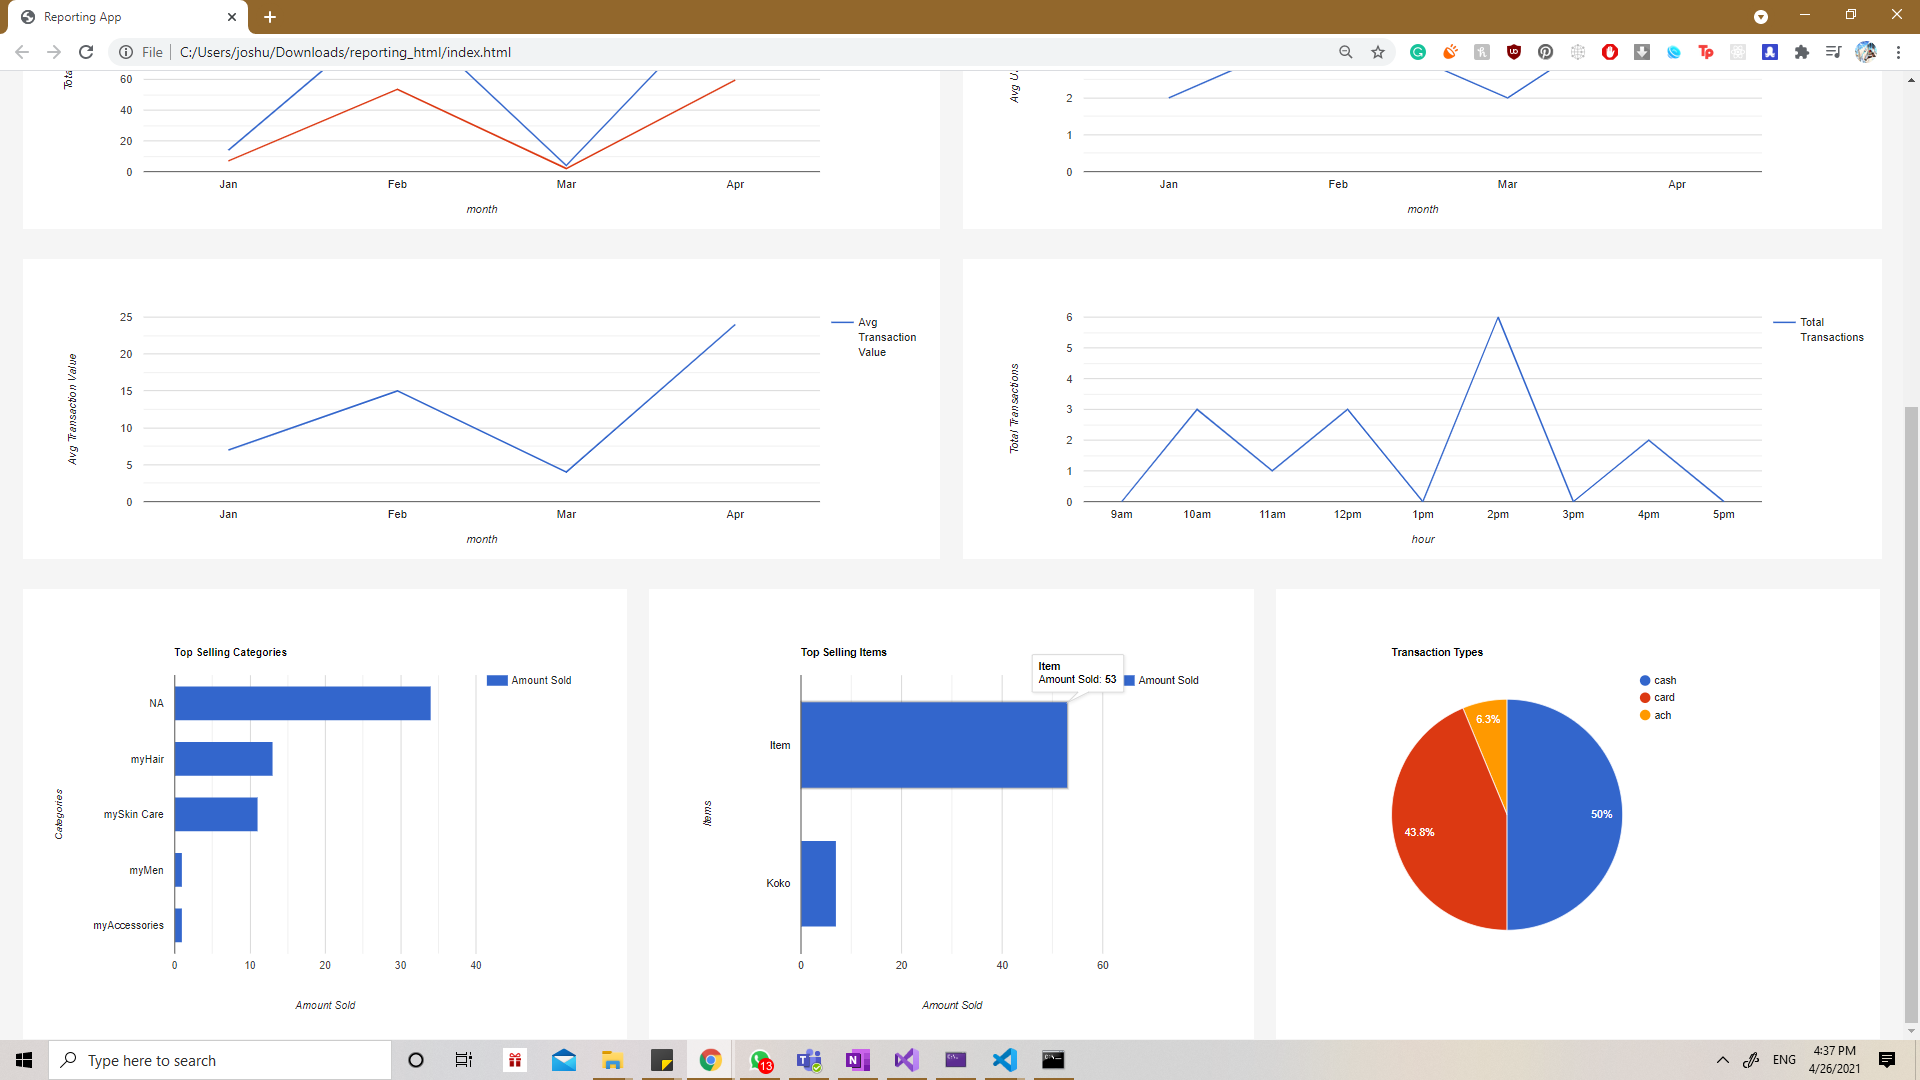 Reporting App
File
C:/Users/joshu/Downloads/reporting_html/index.html
60
40
20
0
Jan
Feb
Mar
Apr
month
2
1
0
Jan
Feb
Mar
Apr
month
Avg Transaction Value
25
20
15
10
5
0
Jan
Feb
Mar
Apr
month
Avg
Transaction
Value
Total Transactions
6
5
4
3
2
1
0
9am
10am
11am
12pm
1pm
2pm
3pm
4pm
5pm
hour
Total
Transactions
Top Selling Categories
Amount Sold
Categories
NA
myHair
mySkin Care
myMen
myAccessories
0
10
20
30
40
Amount Sold
Top Selling Items
Item
Amount Sold: 53
Amount Sold
Items
Item
Koko
0
20
40
60
Amount Sold
Transaction Types
cash
card
ach
6.3%
50%
43.8%
Type here to search
13
ENG
4:37 PM
4/26/2021